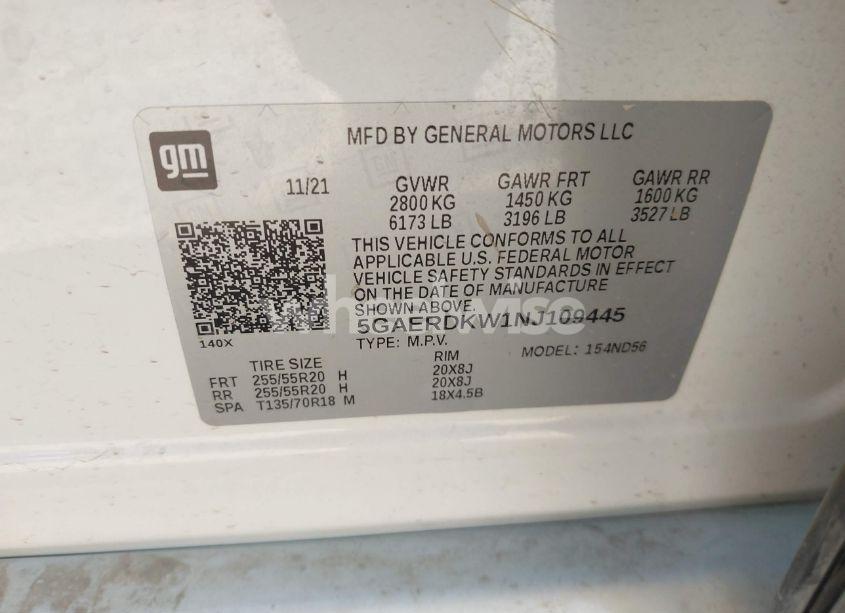 gm
MFD BY GENERAL MOTORS LLC
11/21
GVWR
2800 KG
6173 LB
GAWR FRT
1450 KG
3196 LB
GAWR RR
1600 KG
3527 LB
THIS VEHICLE CONFORMS TO ALL
APPLICABLE U.S. FEDERAL MOTOR
VEHICLE SAFETY STANDARDS IN EFFECT
ON THE DATE OF MANUFACTURE
SHOWN ABOVE.
5GAERDKW1NJ109445
140X
TYPE: M.P.V.
MODEL: 154ND56
TIRE SIZE RIM
FRT 255/55R20 H 20X8J
RR 255/55R20 H 20X8J
SPA T135/70R18 M 18X4.5B